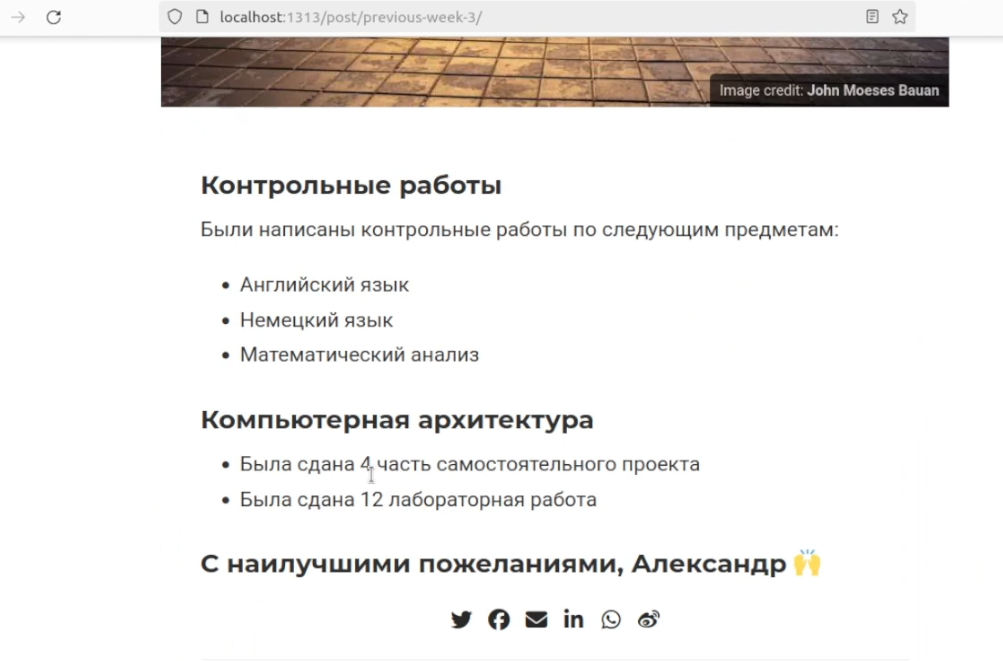 localhost:1313/post/previous-week-3/
Image credit: John Moeses Bauan
Контрольные работы
Были написаны контрольные работы по следующим предметам:
• Английский язык
• Немецкий язык
• Математический анализ
Компьютерная архитектура
• Была сдана 4 часть самостоятельного проекта
• Была сдана 12 лабораторная работа
С наилучшими пожеланиями, Александр 🙌